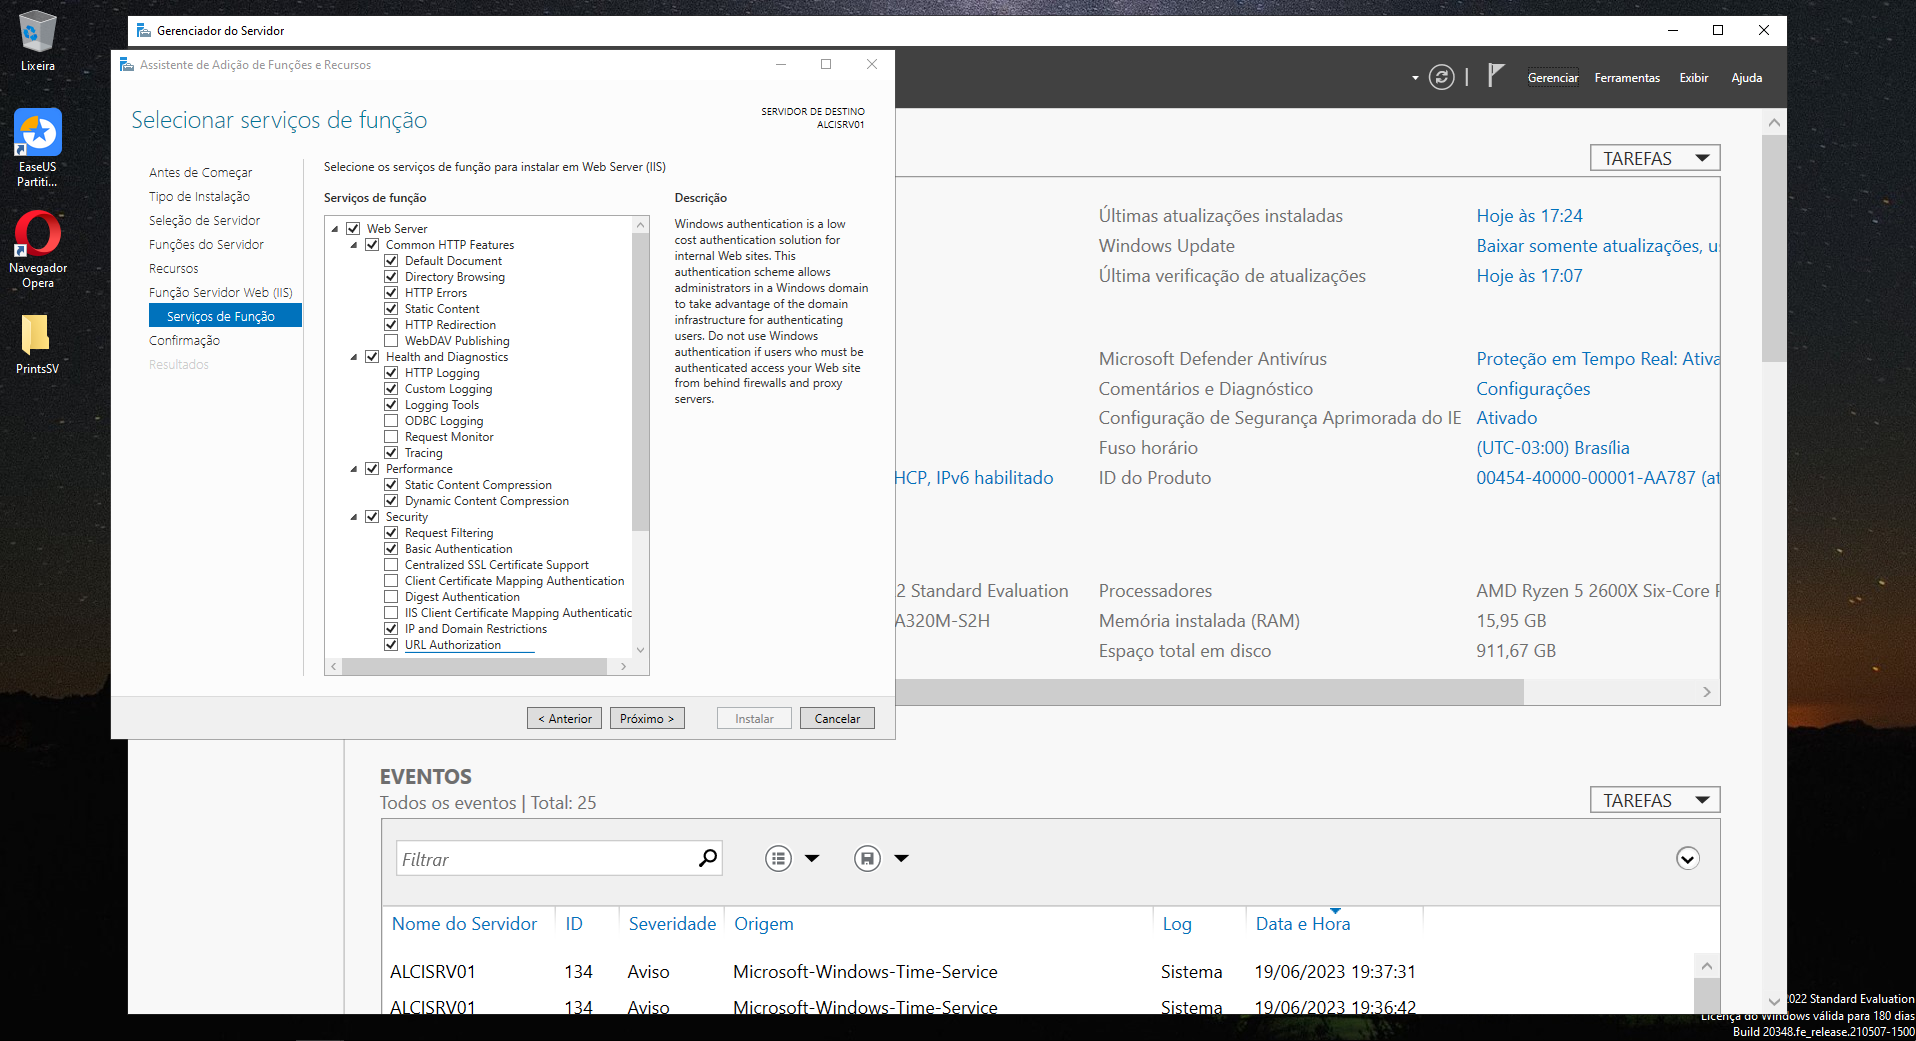 Lixeira
EaseUS
Partiti...
Navegador
Opera
PrintsSV
Gerenciador do Servidor
Gerenciar
Ferramentas
Exibir
Ajuda
Assistente de Adição de Funções e Recursos
Selecionar serviços de função
SERVIDOR DE DESTINO
ALCISRV01
Antes de Começar
Tipo de Instalação
Seleção de Servidor
Funções do Servidor
Recursos
Função Servidor Web (IIS)
Serviços de Função
Confirmação
Resultados
Selecione os serviços de função para instalar em Web Server (IIS)
Serviços de função
Web Server
Common HTTP Features
Default Document
Directory Browsing
HTTP Errors
Static Content
HTTP Redirection
WebDAV Publishing
Health and Diagnostics
HTTP Logging
Custom Logging
Logging Tools
ODBC Logging
Request Monitor
Tracing
Performance
Static Content Compression
Dynamic Content Compression
Security
Request Filtering
Basic Authentication
Centralized SSL Certificate Support
Client Certificate Mapping Authentication
Digest Authentication
IIS Client Certificate Mapping Authenticatic
IP and Domain Restrictions
URL Authorization
Descrição
Windows authentication is a low
cost authentication solution for
internal Web sites. This
authentication scheme allows
administrators in a Windows domain
to take advantage of the domain
infrastructure for authenticating
users. Do not use Windows
authentication if users who must be
authenticated access your Web site
from behind firewalls and proxy
servers.
< Anterior
Próximo >
Instalar
Cancelar
TAREFAS
Últimas atualizações instaladas
Hoje às 17:24
Windows Update
Baixar somente atualizações, u
Última verificação de atualizações
Hoje às 17:07
Microsoft Defender Antivírus
Proteção em Tempo Real: Ativa
Comentários e Diagnóstico
Configurações
Configuração de Segurança Aprimorada do IE
Ativado
Fuso horário
(UTC-03:00) Brasília
HCP, IPv6 habilitado
ID do Produto
00454-40000-00001-AA787 (at
2 Standard Evaluation
Processadores
AMD Ryzen 5 2600X Six-Core P
A320M-S2H
Memória instalada (RAM)
15,95 GB
Espaço total em disco
911,67 GB
EVENTOS
Todos os eventos | Total: 25
TAREFAS
Filtrar
Nome do Servidor ID Severidade Origem Log Data e Hora
ALCISRV01 134 Aviso Microsoft-Windows-Time-Service Sistema 19/06/2023 19:37:31
ALCISRV01 134 Aviso Microsoft-Windows-Time-Service Sistema 19/06/2023 19:36:42
2022 Standard Evaluation
Licença do Windows válida para 180 dias
Build 20348.fe_release.210507-1500